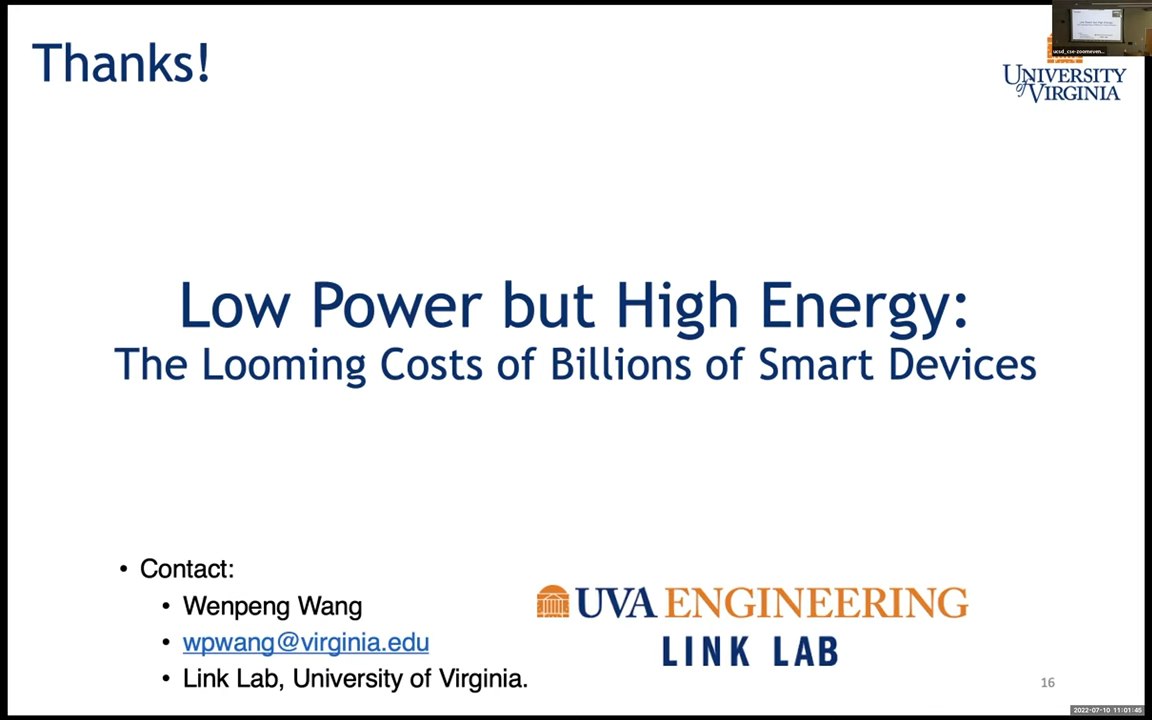 Thanks!
ucsd_cse-zoomeven...
UNIVERSITY
of VIRGINIA
Low Power but High Energy:
The Looming Costs of Billions of Smart Devices
• Contact:
• Wenpeng Wang
• wpwang@virginia.edu
• Link Lab, University of Virginia.
UVA ENGINEERING
LINK LAB
16
2022-07-10 11:01:45